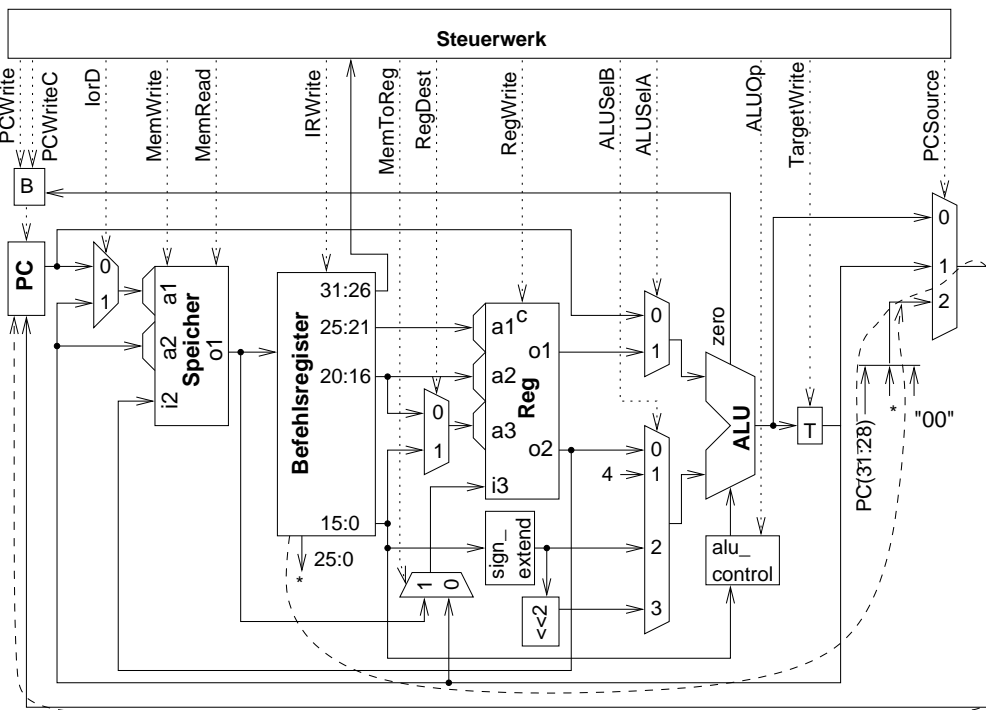 Steuerwerk
PCWrite
PCWriteC
IorD
MemWrite
MemRead
IRWrite
MemToReg
RegDest
RegWrite
ALUSelB
ALUSelA
ALUOp
TargetWrite
PCSource
B
PC
0
1
a1
a2
i2
o1
Speicher
Befehlsregister
31:26
25:21
20:16
15:0
25:0
*
0
1
1
0
a1
c
a2
a3
i3
o1
o2
Reg
sign_
extend
<<2
0
1
4
0
1
2
3
zero
ALU
alu_
control
T
0
1
2
PC(31:28)
*
"00"